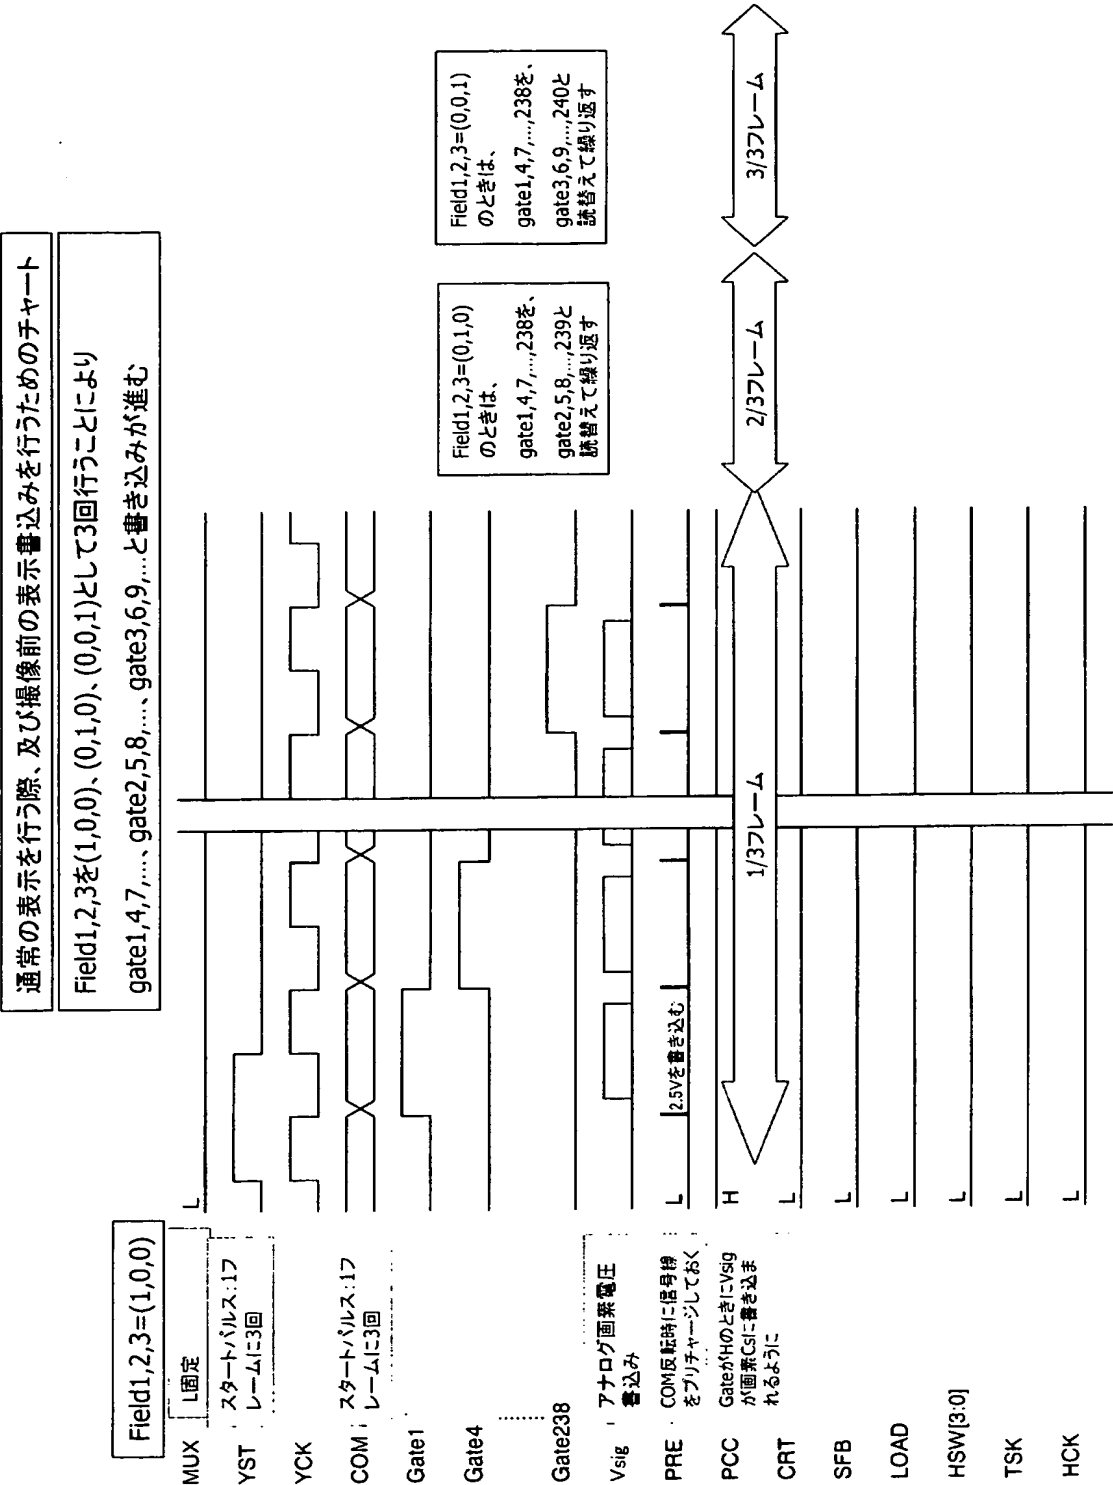 通常の表示を行う際、及び撮像前の表示書込みを行うためのチャート
Field1,2,3を(1,0,0)、(0,1,0)、(0,0,1)として3回行うことにより
gate1,4,7,…、gate2,5,8,…、gate3,6,9,…と書き込みが進む
Field1,2,3=(1,0,0)
MUX
L固定
L
YST
スタートパルス:1フ
レームに3回
YCK
COM
スタートパルス:1フ
レームに3回
Gate1
Gate4
Gate238
Vsig
アナログ画素電圧
書込み
PRE
COM反転時に信号線
をプリチャージしておく
L
2.5Vを書き込む
PCC
GateがHのときにVsig
が画素Csに書き込ま
れるように
H
CRT
L
SFB
L
LOAD
L
HSW[3:0]
L
TSK
L
HCK
L
Field1,2,3=(0,1,0)
のときは、
gate1,4,7,…,238を、
gate2,5,8,…,239と
読替えて繰り返す
Field1,2,3=(0,0,1)
のときは、
gate1,4,7,…,238を、
gate3,6,9,…,240と
読替えて繰り返す
1/3フレーム
2/3フレーム
3/3フレーム